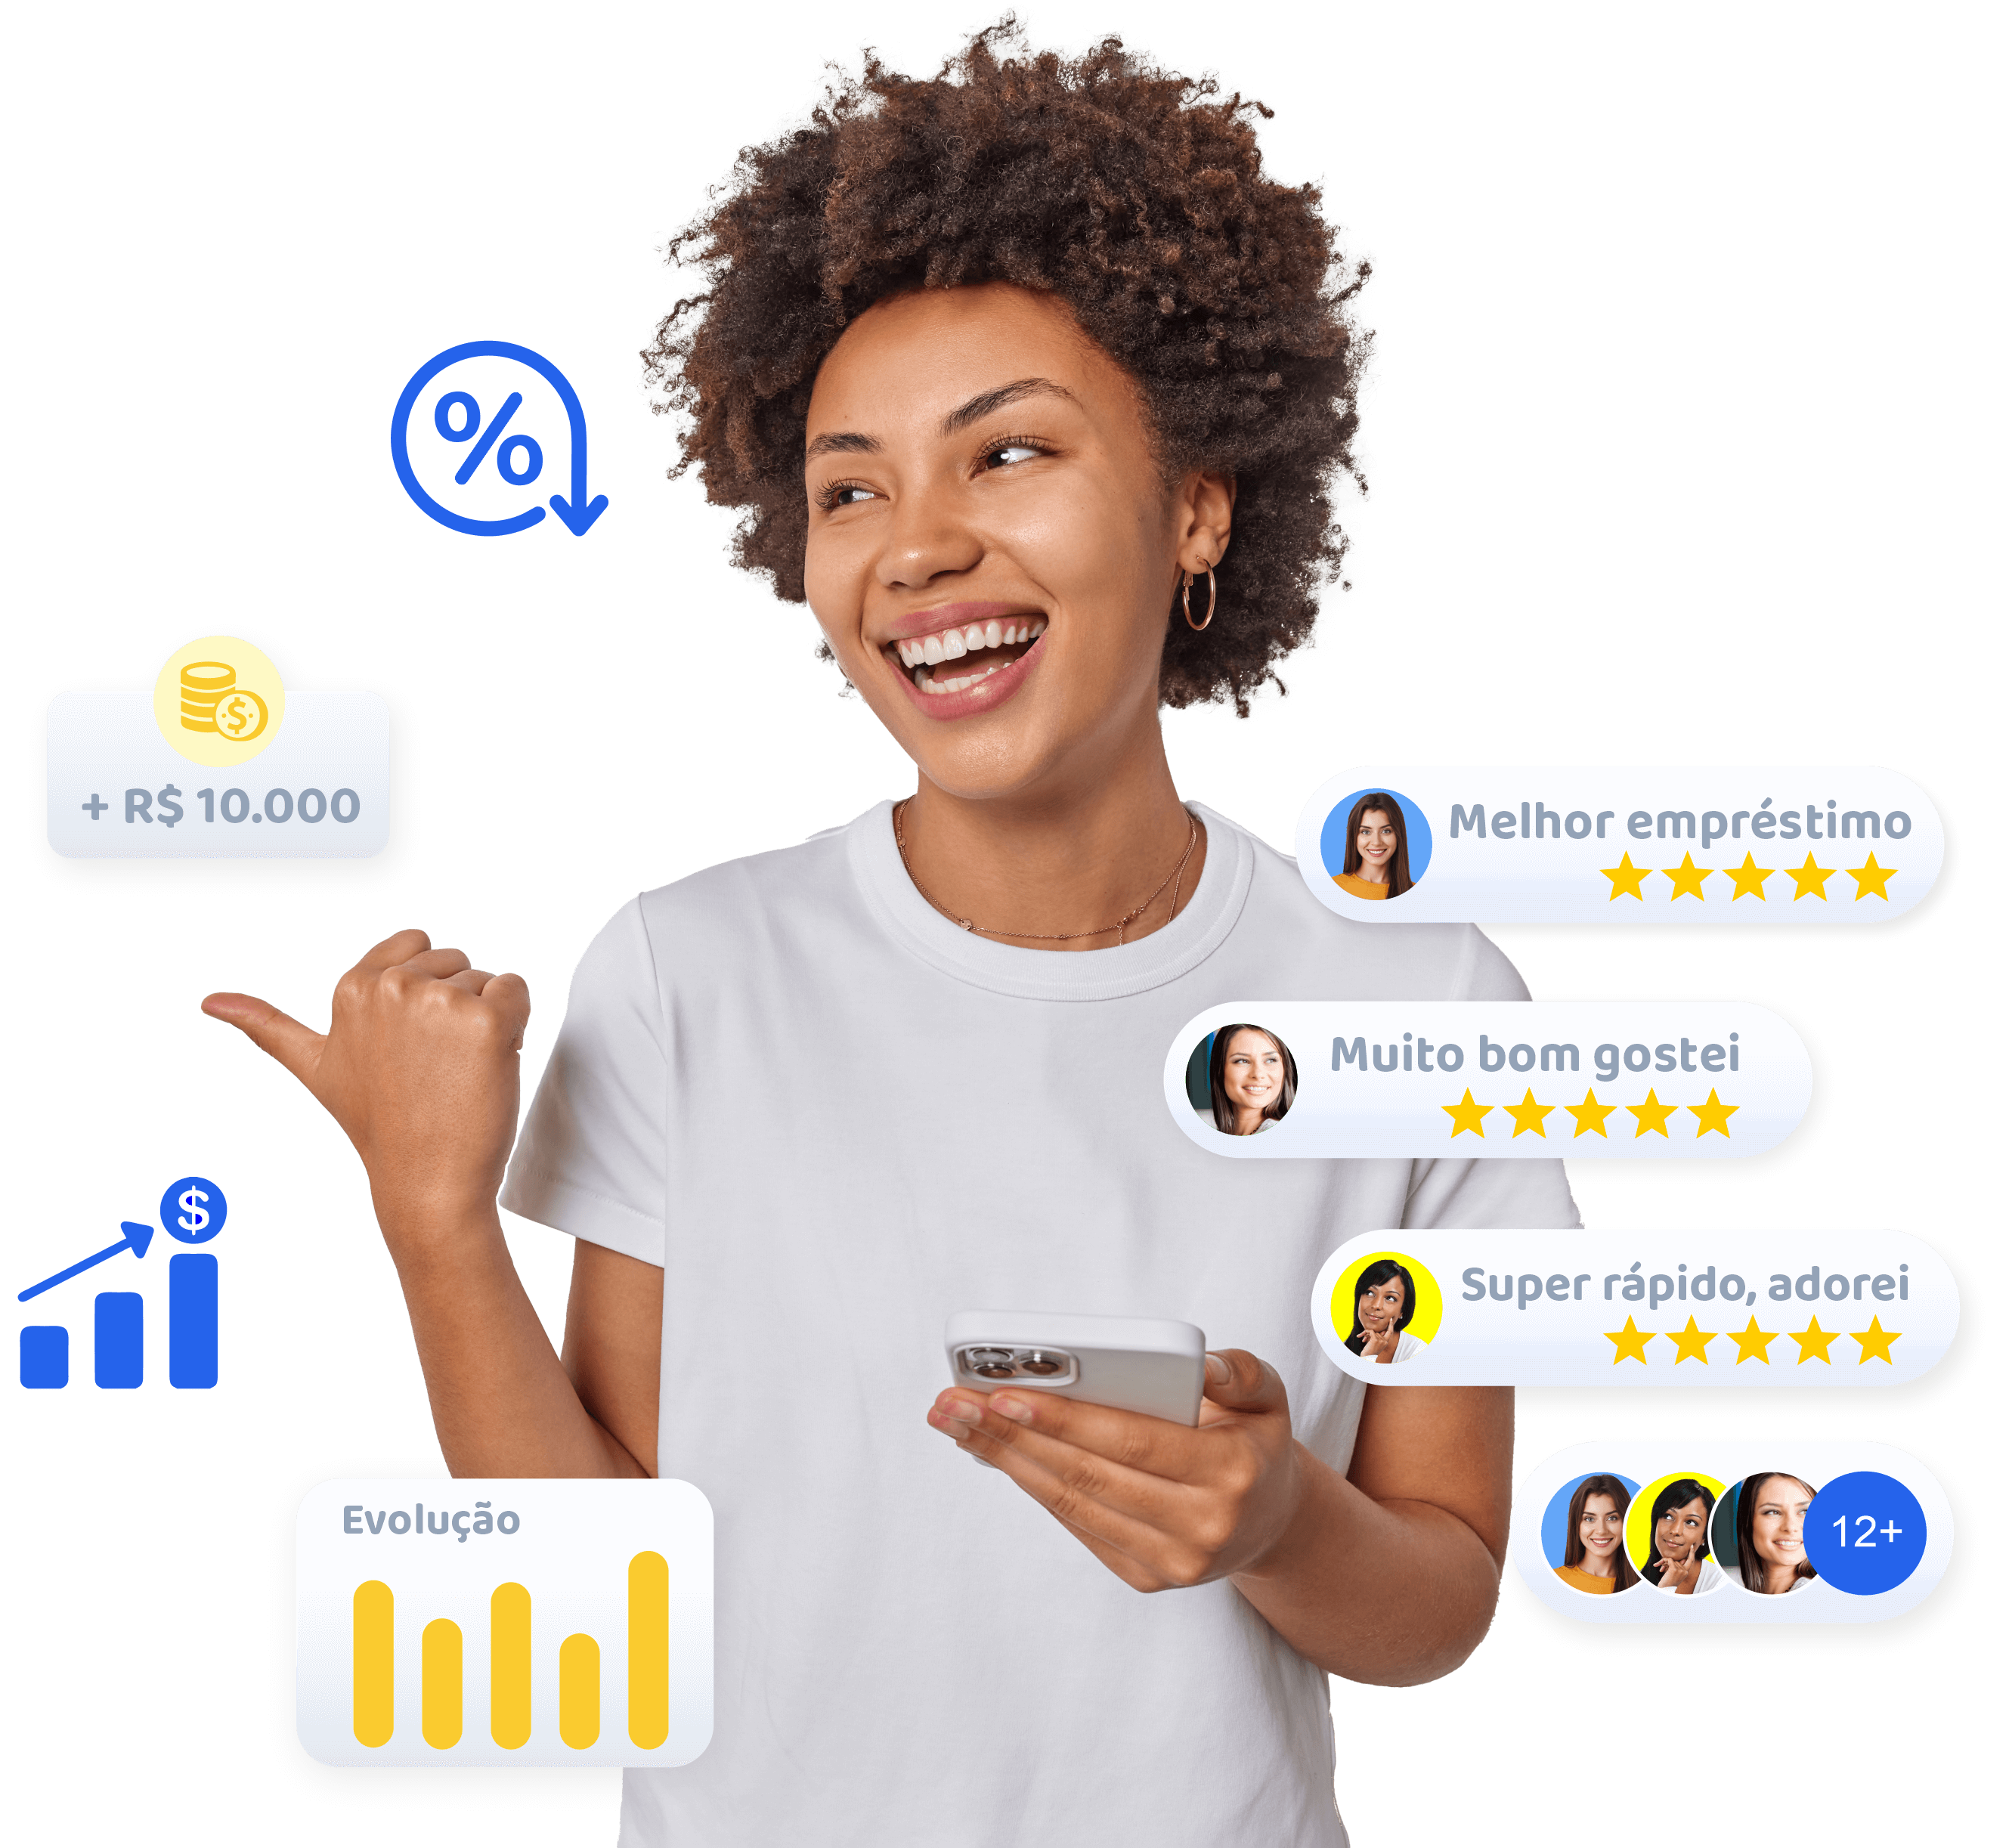 %
+ R$ 10.000
Melhor empréstimo
Muito bom gostei
$
Super rápido, adorei
Evolução
12+